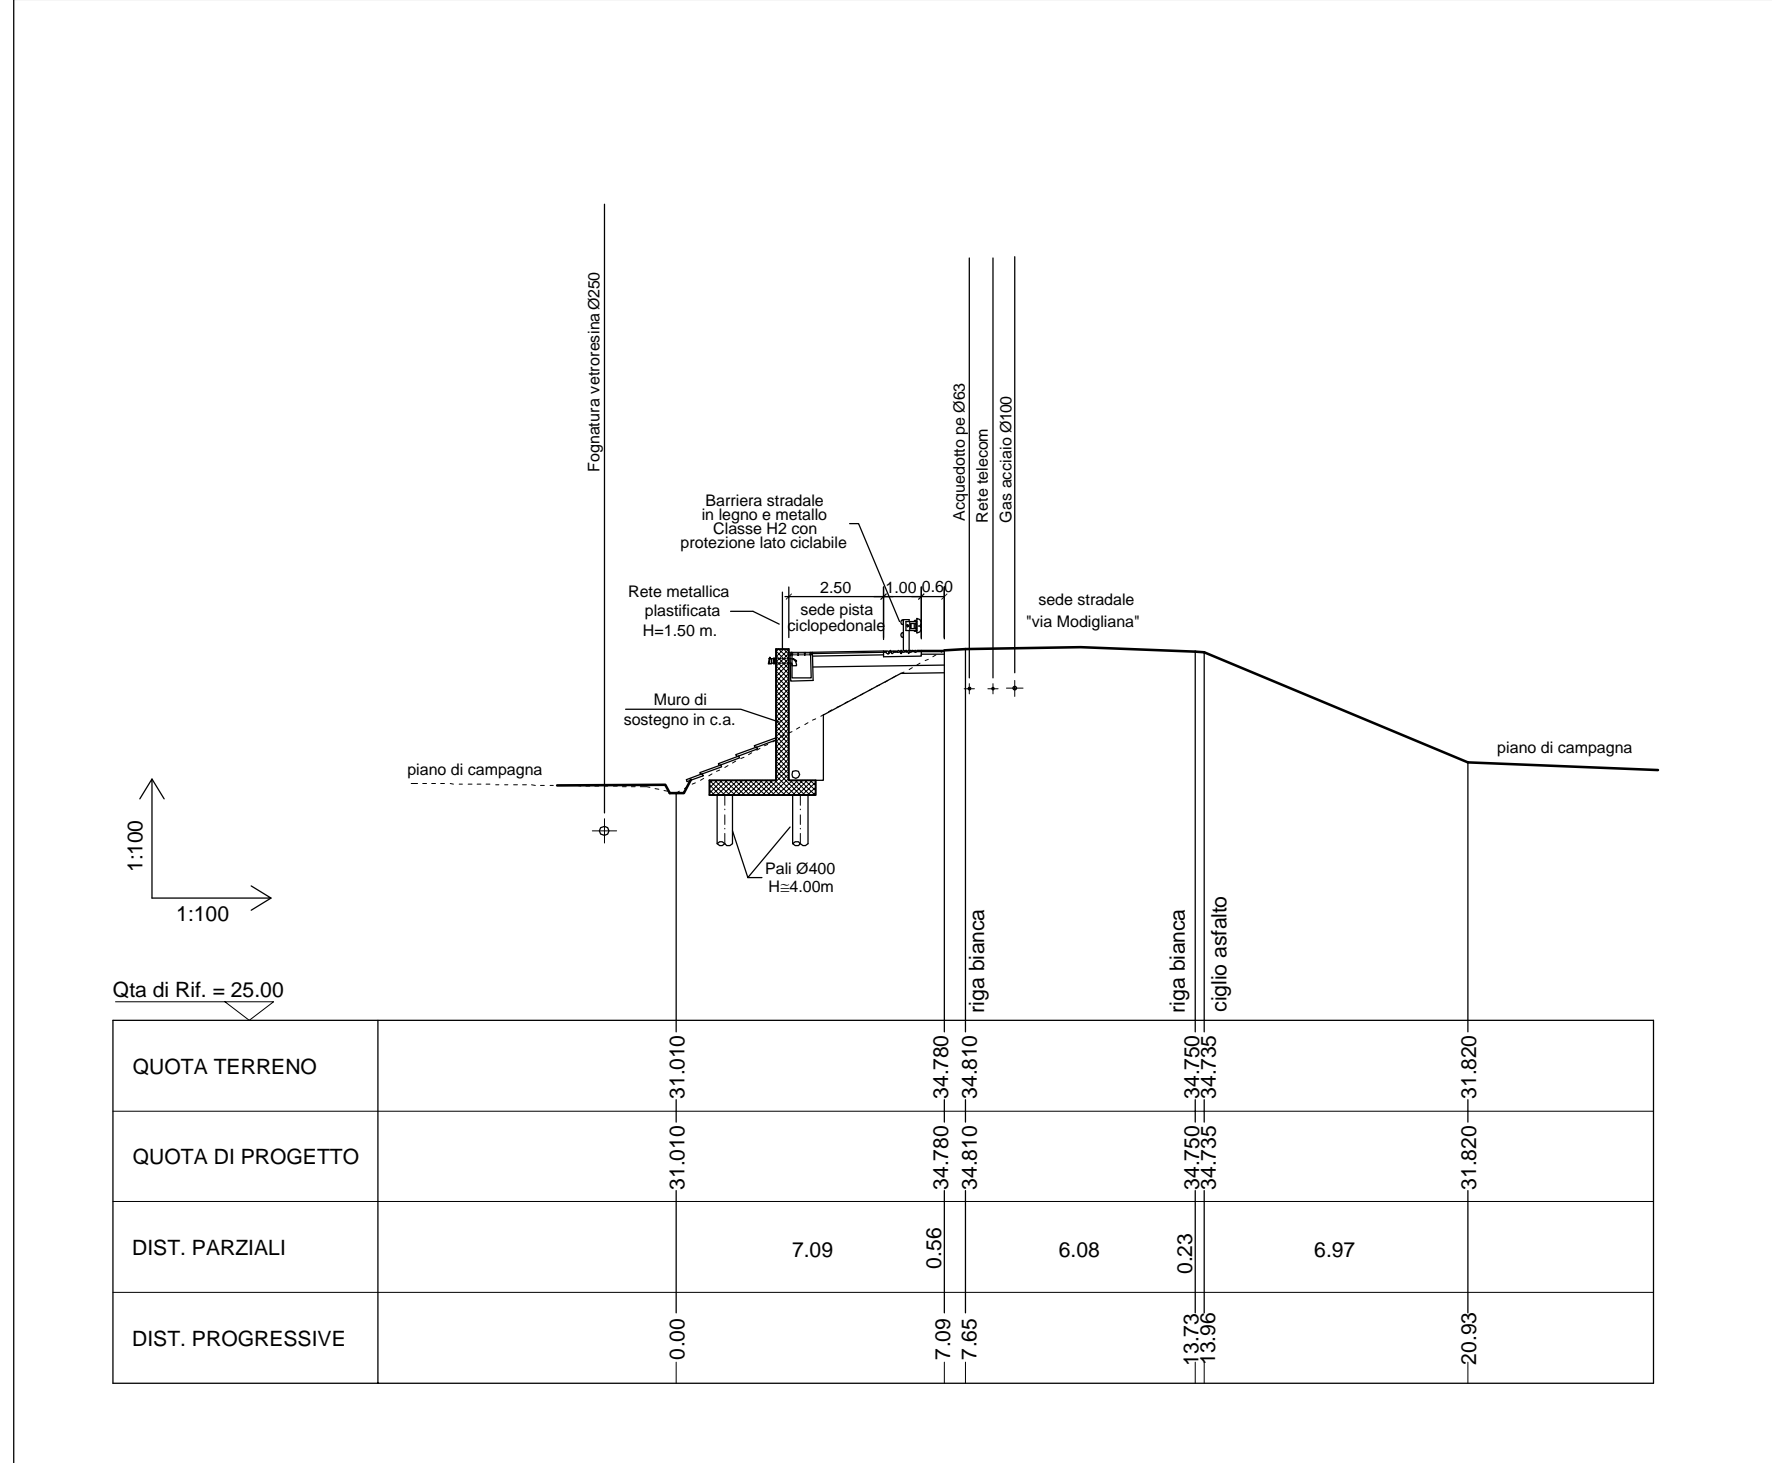 Fognatura vetroresina Ø250
Acquedotto pe Ø63
Rete telecom
Gas acciaio Ø100
Barriera stradale
in legno e metallo
Classe H2 con
protezione lato ciclabile
Rete metallica
plastificata
H=1.50 m.
2.50
1.00
0.60
sede pista
ciclopedonale
sede stradale
"via Modigliana"
Muro di
sostegno in c.a.
piano di campagna
piano di campagna
Pali Ø400
H≅4.00m
1:100
1:100
riga bianca
riga bianca
ciglio asfalto
Qta di Rif. = 25.00
QUOTA TERRENO
31.010
34.780
34.810
34.750
34.735
31.820
QUOTA DI PROGETTO
31.010
34.780
34.810
34.750
34.735
31.820
DIST. PARZIALI
7.09
0.56
6.08
0.23
6.97
DIST. PROGRESSIVE
0.00
7.09
7.65
13.73
13.96
20.93